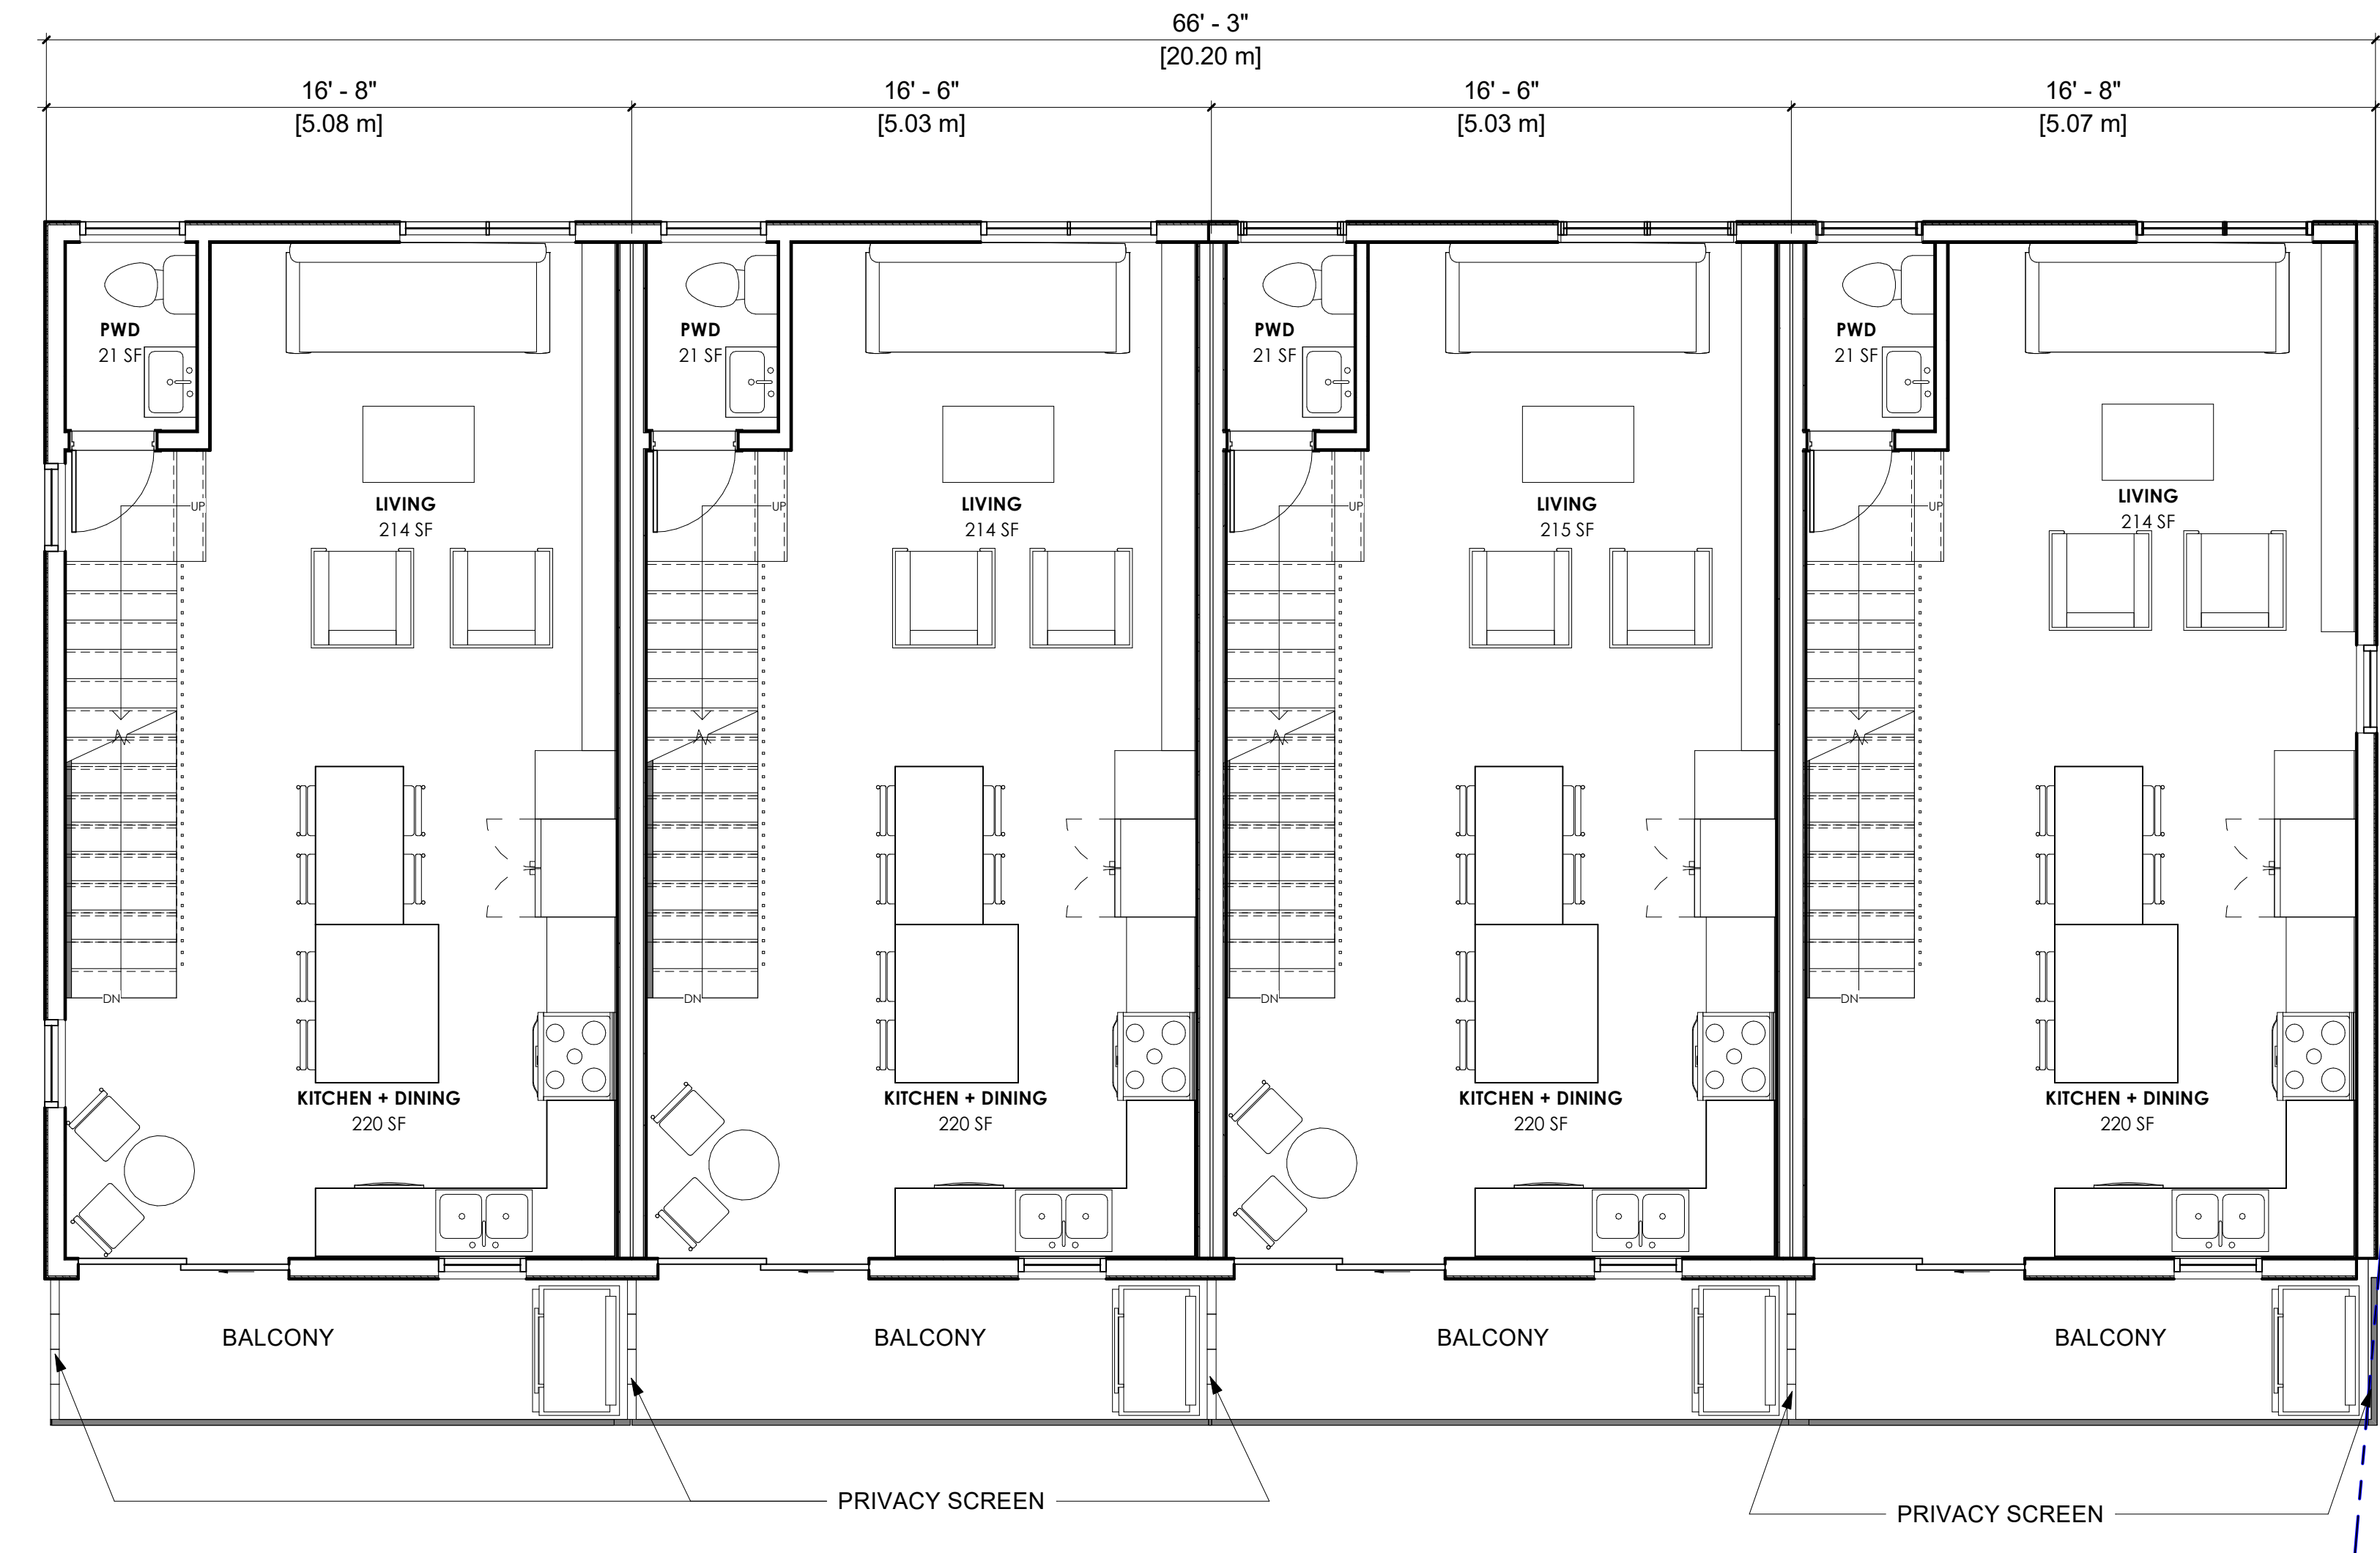 66' - 3"
[20.20 m]
16' - 8"
16' - 6"
16' - 6"
16' - 8"
[5.08 m]
[5.03 m]
[5.03 m]
[5.07 m]
PWD
21 SF
PWD
21 SF
PWD
21 SF
PWD
21 SF
LIVING
214 SF
LIVING
214 SF
LIVING
215 SF
LIVING
214 SF
UP
UP
UP
UP
DN
DN
DN
DN
KITCHEN + DINING
220 SF
KITCHEN + DINING
220 SF
KITCHEN + DINING
220 SF
KITCHEN + DINING
220 SF
BALCONY
BALCONY
BALCONY
BALCONY
PRIVACY SCREEN
PRIVACY SCREEN